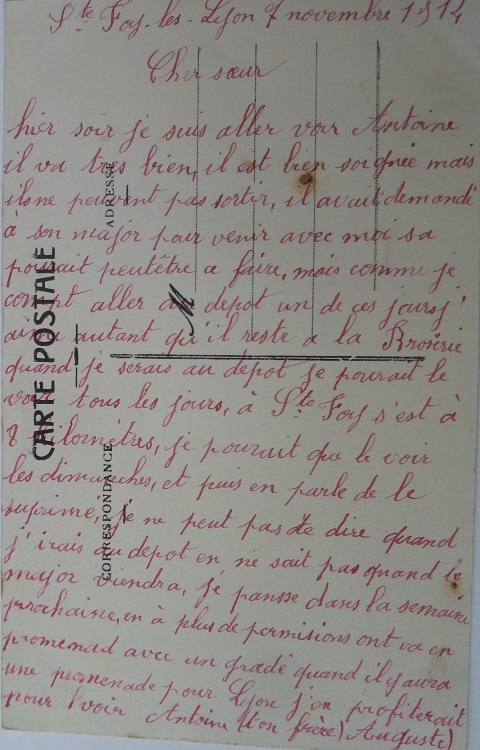 Ste Foy-les-Lyon 7 novembre 1914
Cher sœur
hier soir je suis aller voir Antoine
il va tres bien, il est bien soignée mais
ils ne peuvent pas sortir, il avait demandé
à son major pour venir avec moi sa
pourait peutêtre ce faire, mais comme je
compt aller au depot un de ces jours j'
aime autant qu'il reste a la
quand je serais au depot je pourait le
voir tous les jours, à Ste Foy s'est à
8 kilomètres, je pourait que le voir
les dimanches, et puis en parle de le
suprimé, je ne peut pas te dire quand
j'irais au depot en ne sait pas quand le
major viendra, je pansse dans la semaine
prochaine, en à plus de permisions ont va en
promenad avec un gradé quand il y aura
une promenade pour Lyon j'en profiterait
pour l'voir Antoine (ton frère) Auguste)
CARTE POSTALE
ADRESSE
CORRESPONDANCE
M